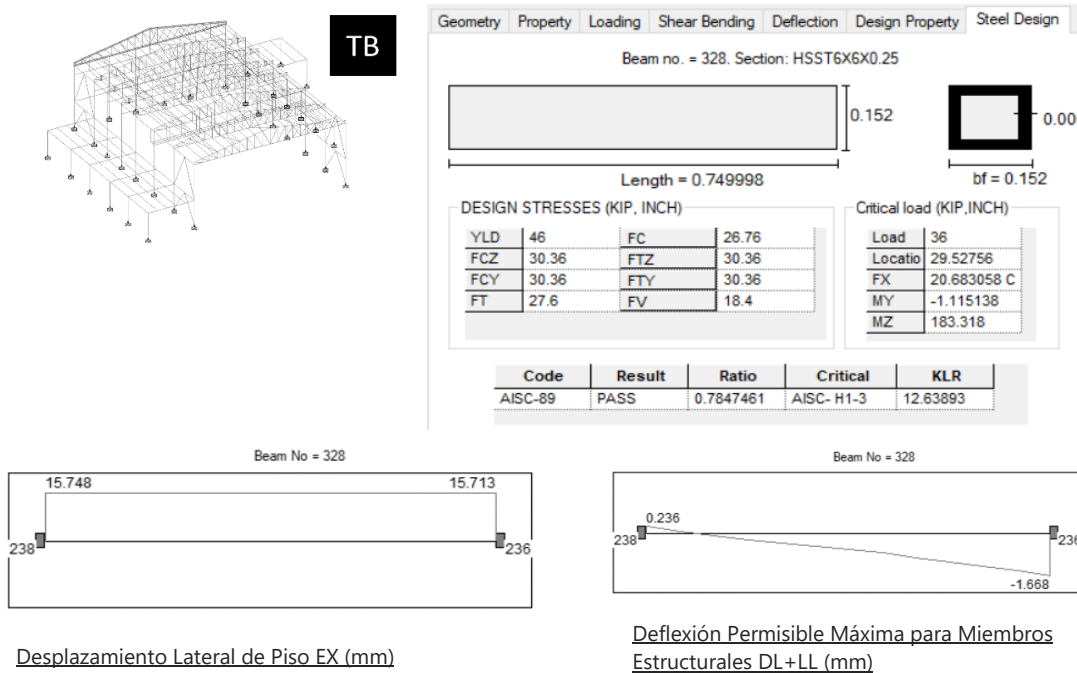 TB
Geometry Property Loading Shear Bending Deflection Design Property Steel Design
Beam no. = 328. Section: HSST6X6X0.25
0.152
0.00
Length = 0.749998
bf = 0.152
DESIGN STRESSES (KIP, INCH)
YLD 46 FC 26.76
FCZ 30.36 FTZ 30.36
FCY 30.36 FTY 30.36
FT 27.6 FV 18.4
Critical load (KIP,INCH)
Load 36
Locatio 29.52756
FX 20.683058 C
MY -1.115138
MZ 183.318
Code Result Ratio Critical KLR
AISC-89 PASS 0.7847461 AISC- H1-3 12.63893
Beam No = 328
15.748 15.713
238 236
Desplazamiento Lateral de Piso EX (mm)
Beam No = 328
0.236
238 236
-1.668
Deflexión Permisible Máxima para Miembros
Estructurales DL+LL (mm)